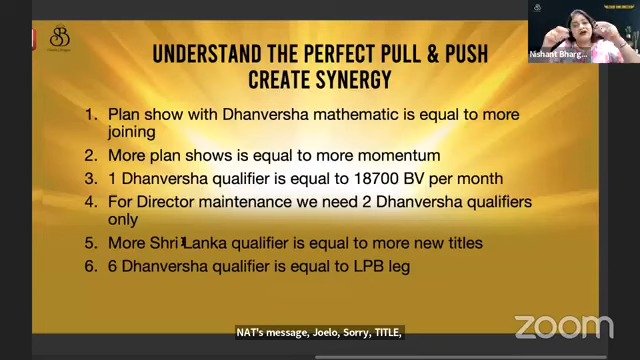 UNDERSTAND THE PERFECT PULL & PUSH
CREATE SYNERGY
Nishant Bharg...
1. Plan show with Dhanversha mathematic is equal to more
joining
2. More plan shows is equal to more momentum
3. 1 Dhanversha qualifier is equal to 18700 BV per month
4. For Director maintenance we need 2 Dhanversha qualifiers
only
5. More Shri Lanka qualifier is equal to more new titles
6. 6 Dhanversha qualifier is equal to LPB leg
NAT's message, Joelo, Sorry, TITLE,
zoom